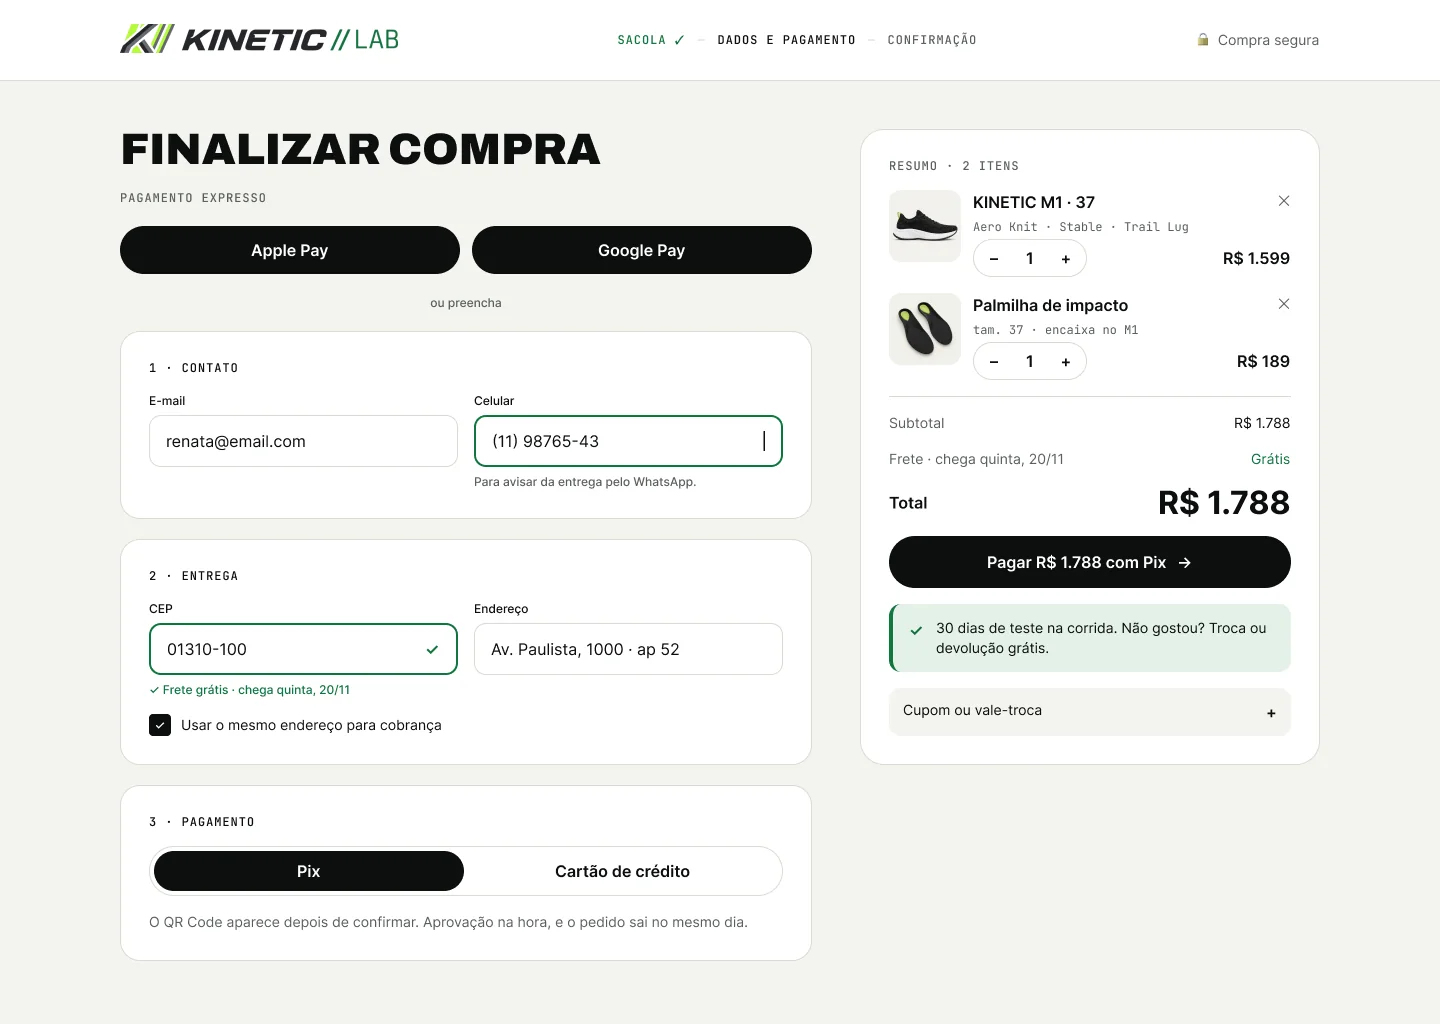 KINETIC //LAB
SACOLA ✓ — DADOS E PAGAMENTO — CONFIRMAÇÃO
Compra segura
FINALIZAR COMPRA
PAGAMENTO EXPRESSO
Apple Pay
Google Pay
ou preencha
1 · CONTATO
E-mail
renata@email.com
Celular
(11) 98765-43
Para avisar da entrega pelo WhatsApp.
2 · ENTREGA
CEP
01310-100 ✓
✓ Frete grátis · chega quinta, 20/11
Endereço
Av. Paulista, 1000 · ap 52
Usar o mesmo endereço para cobrança
3 · PAGAMENTO
Pix
Cartão de crédito
O QR Code aparece depois de confirmar. Aprovação na hora, e o pedido sai no mesmo dia.
RESUMO · 2 ITENS
KINETIC M1 · 37
Aero Knit · Stable · Trail Lug
− 1 +
R$ 1.599
Palmilha de impacto
tam. 37 · encaixa no M1
− 1 +
R$ 189
Subtotal R$ 1.788
Frete · chega quinta, 20/11 Grátis
Total R$ 1.788
Pagar R$ 1.788 com Pix →
✓ 30 dias de teste na corrida. Não gostou? Troca ou
devolução grátis.
Cupom ou vale-troca +